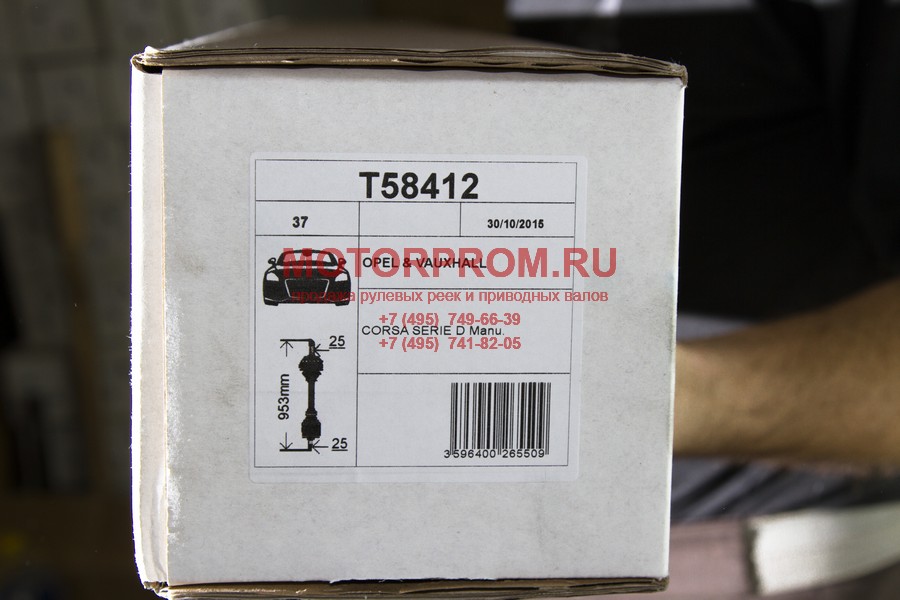 T58412
37
30/10/2015
MOTORPROM.RU
OPEL & VAUXHALL
продажа рулевых реек и приводных валов
+7 (495) 749-66-39
CORSA SERIE D Manu.
+7 (495) 741-82-05
25
953mm
25
3 596400 265509